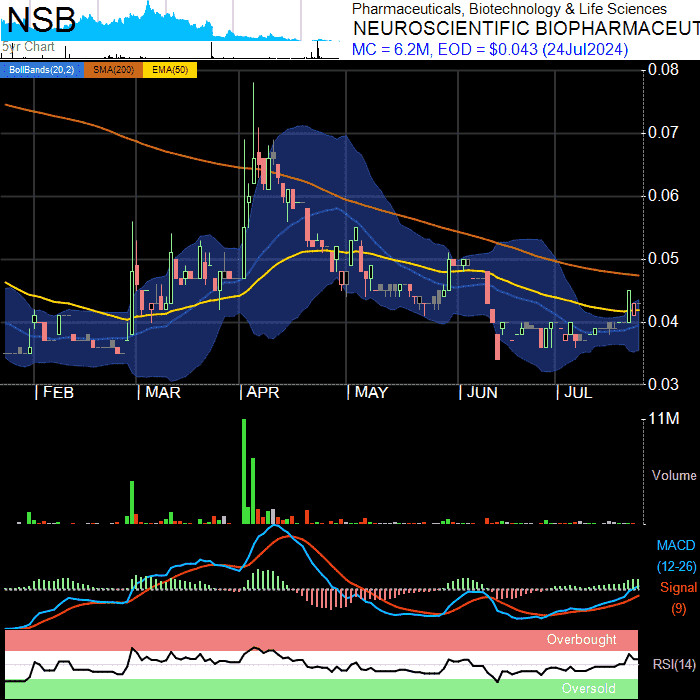 NSB
5yr Chart
Pharmaceuticals, Biotechnology & Life Sciences
NEUROSCIENTIFIC BIOPHARMACEUT
MC = 6.2M, EOD = $0.043 (24Jul2024)
BollBands(20,2) SMA(200) EMA(50)
0.08
0.07
0.06
0.05
0.04
0.03
FEB MAR APR MAY JUN JUL
11M
Volume
MACD
(12-26)
Signal
(9)
Overbought
RSI(14)
Oversold